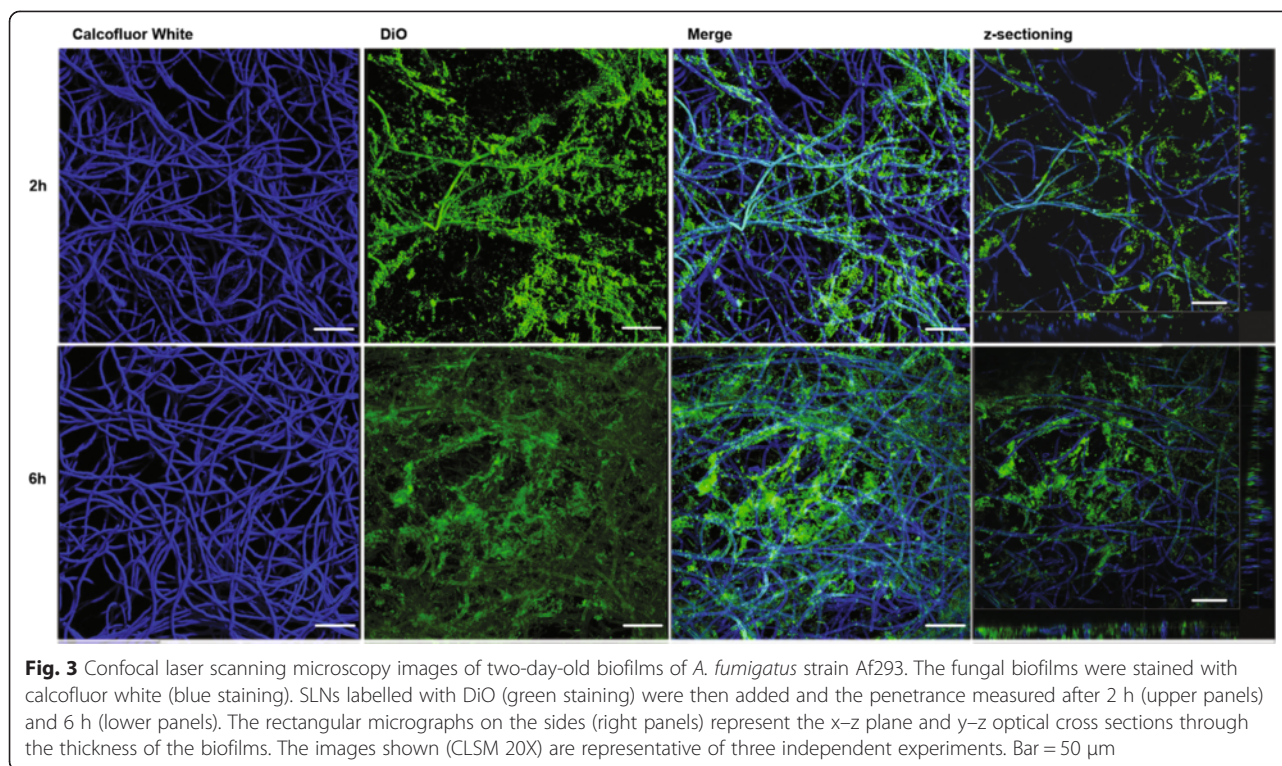 Calcofluor White DiO Merge z-sectioning
2h
6h
Fig. 3 Confocal laser scanning microscopy images of two-day-old biofilms of A. fumigatus strain Af293. The fungal biofilms were stained with
calcofluor white (blue staining). SLNs labelled with DiO (green staining) were then added and the penetrance measured after 2 h (upper panels)
and 6 h (lower panels). The rectangular micrographs on the sides (right panels) represent the x–z plane and y–z optical cross sections through
the thickness of the biofilms. The images shown (CLSM 20X) are representative of three independent experiments. Bar = 50 μm